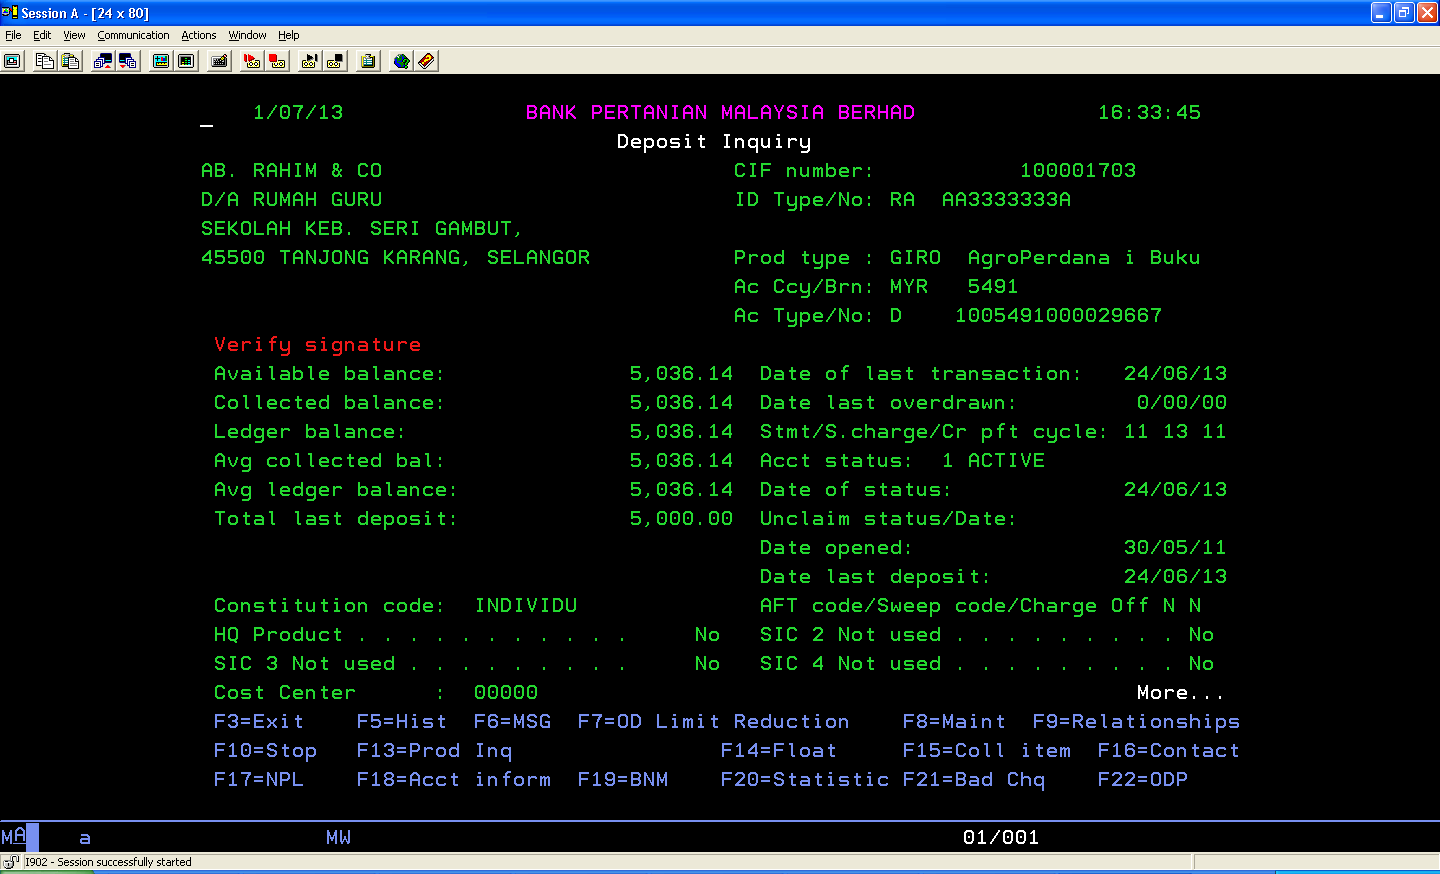 Session A - [24 x 80]
File Edit View Communication Actions Window Help
1/07/13 BANK PERTANIAN MALAYSIA BERHAD 16:33:45
Deposit Inquiry
AB. RAHIM & CO CIF number: 100001703
D/A RUMAH GURU ID Type/No: RA AA3333333A
SEKOLAH KEB. SERI GAMBUT,
45500 TANJONG KARANG, SELANGOR Prod type : GIRO AgroPerdana i Buku
Ac Ccy/Brn: MYR 5491
Ac Type/No: D 1005491000029667
Verify signature
Available balance: 5,036.14 Date of last transaction: 24/06/13
Collected balance: 5,036.14 Date last overdrawn: 0/00/00
Ledger balance: 5,036.14 Stmt/S.charge/Cr pft cycle: 11 13 11
Avg collected bal: 5,036.14 Acct status: 1 ACTIVE
Avg ledger balance: 5,036.14 Date of status: 24/06/13
Total last deposit: 5,000.00 Unclaim status/Date:
Date opened: 30/05/11
Date last deposit: 24/06/13
Constitution code: INDIVIDU AFT code/Sweep code/Charge Off N N
HQ Product . . . . . . . . . . . No SIC 2 Not used . . . . . . . . . No
SIC 3 Not used . . . . . . . . . No SIC 4 Not used . . . . . . . . . No
Cost Center : 00000 More...
F3=Exit F5=Hist F6=MSG F7=OD Limit Reduction F8=Maint F9=Relationships
F10=Stop F13=Prod Inq F14=Float F15=Coll item F16=Contact
F17=NPL F18=Acct inform F19=BNM F20=Statistic F21=Bad Chq F22=ODP
MA a MW 01/001
I902 - Session successfully started